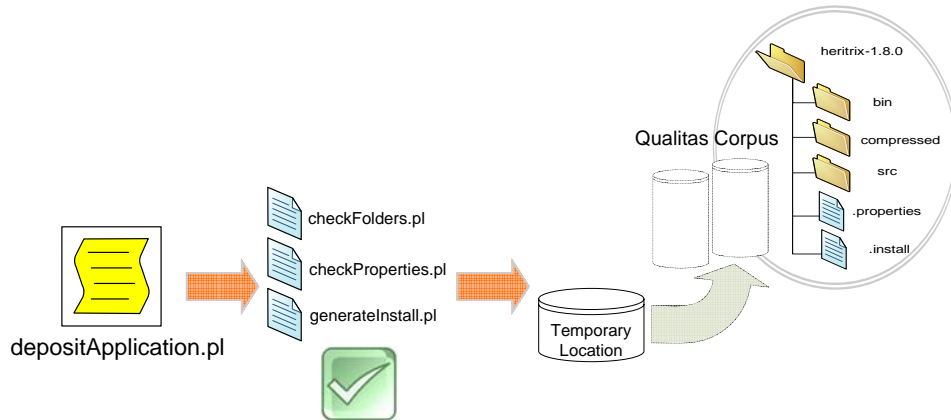 depositApplication.pl
checkFolders.pl
checkProperties.pl
generateInstall.pl
Temporary
Location
Qualitas Corpus
heritrix-1.8.0
bin
compressed
src
.properties
.install